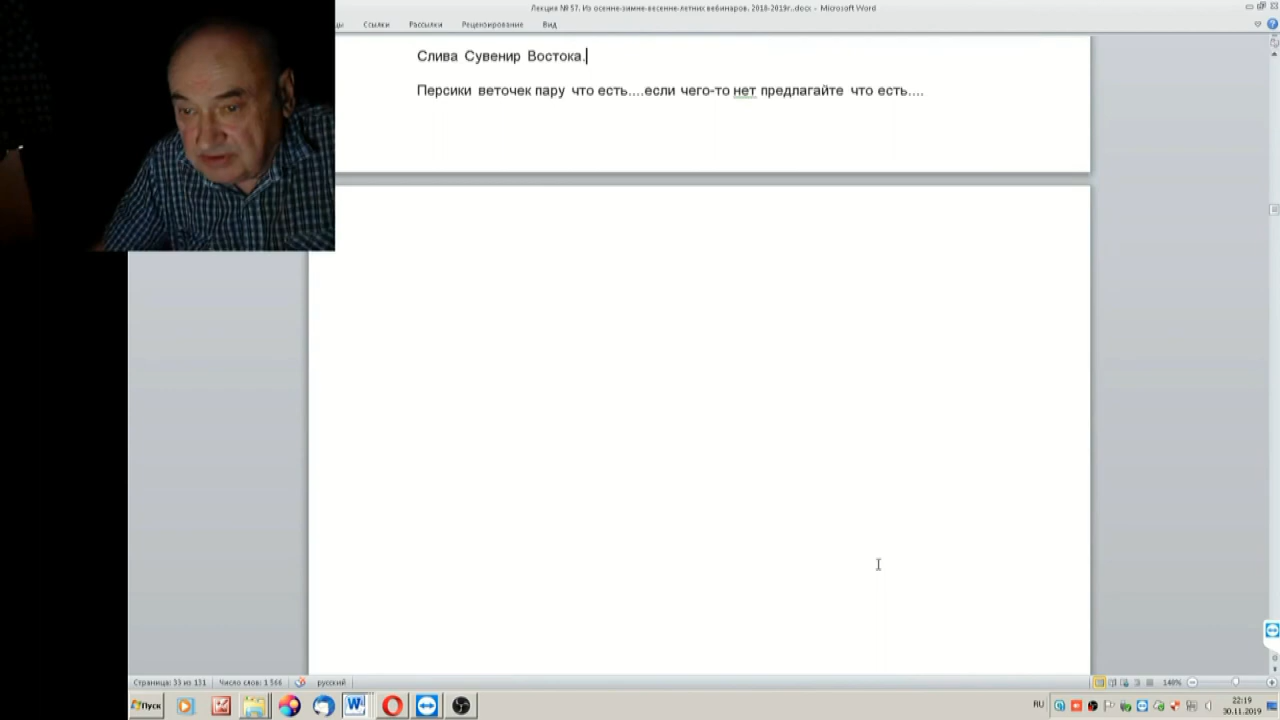 Лекция № 57. Из осенне-зимне-весенне-летних вебинаров. 2018-2019г..docx - Microsoft Word
Ссылки Рассылки Рецензирование Вид
Слива Сувенир Востока.
Персики веточек пару что есть....если чего-то нет предлагайте что есть....
Страница: 33 из 131 Число слов: 1 566 русский 140%
Пуск RU 22:19
30.11.2019